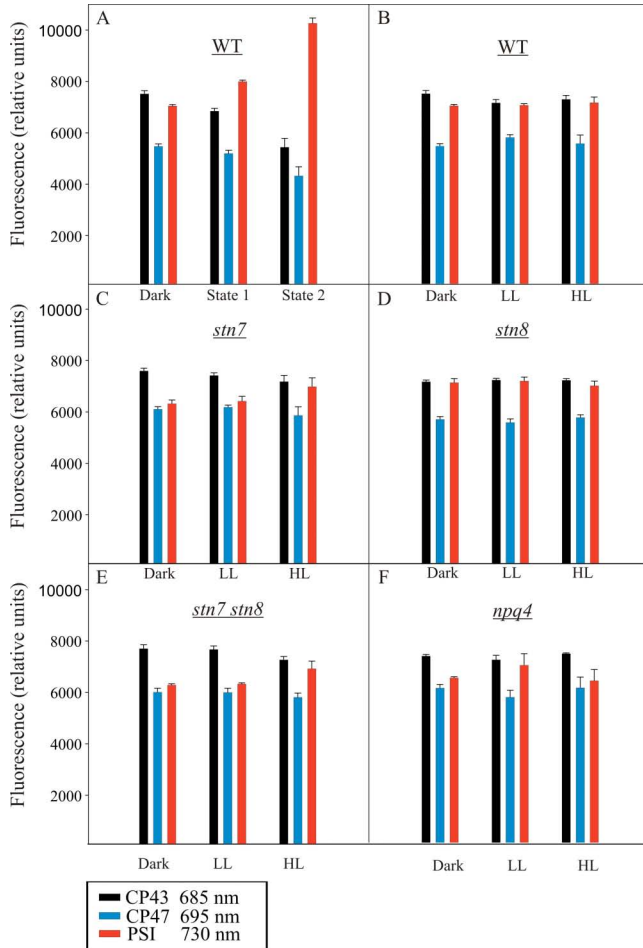 A
WT
B
WT
Fluorescence (relative units)
10000
8000
6000
4000
2000
Dark
State 1
State 2
Dark
LL
HL
C
stn7
D
stn8
Fluorescence (relative units)
10000
8000
6000
4000
2000
Dark
LL
HL
Dark
LL
HL
E
stn7 stn8
F
npq4
Fluorescence (relative units)
10000
8000
6000
4000
2000
Dark
LL
HL
Dark
LL
HL
CP43 685 nm
CP47 695 nm
PSI 730 nm